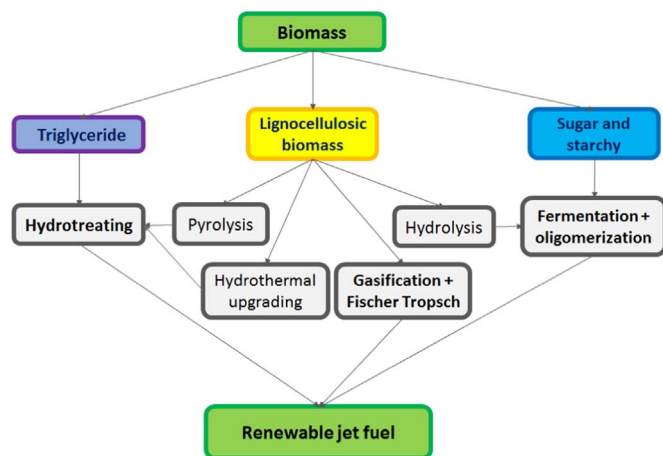 Biomass
Triglyceride
Lignocellulosic
biomass
Sugar and
starchy
Hydrotreating
Pyrolysis
Hydrolysis
Fermentation +
oligomerization
Hydrothermal
upgrading
Gasification +
Fischer Tropsch
Renewable jet fuel